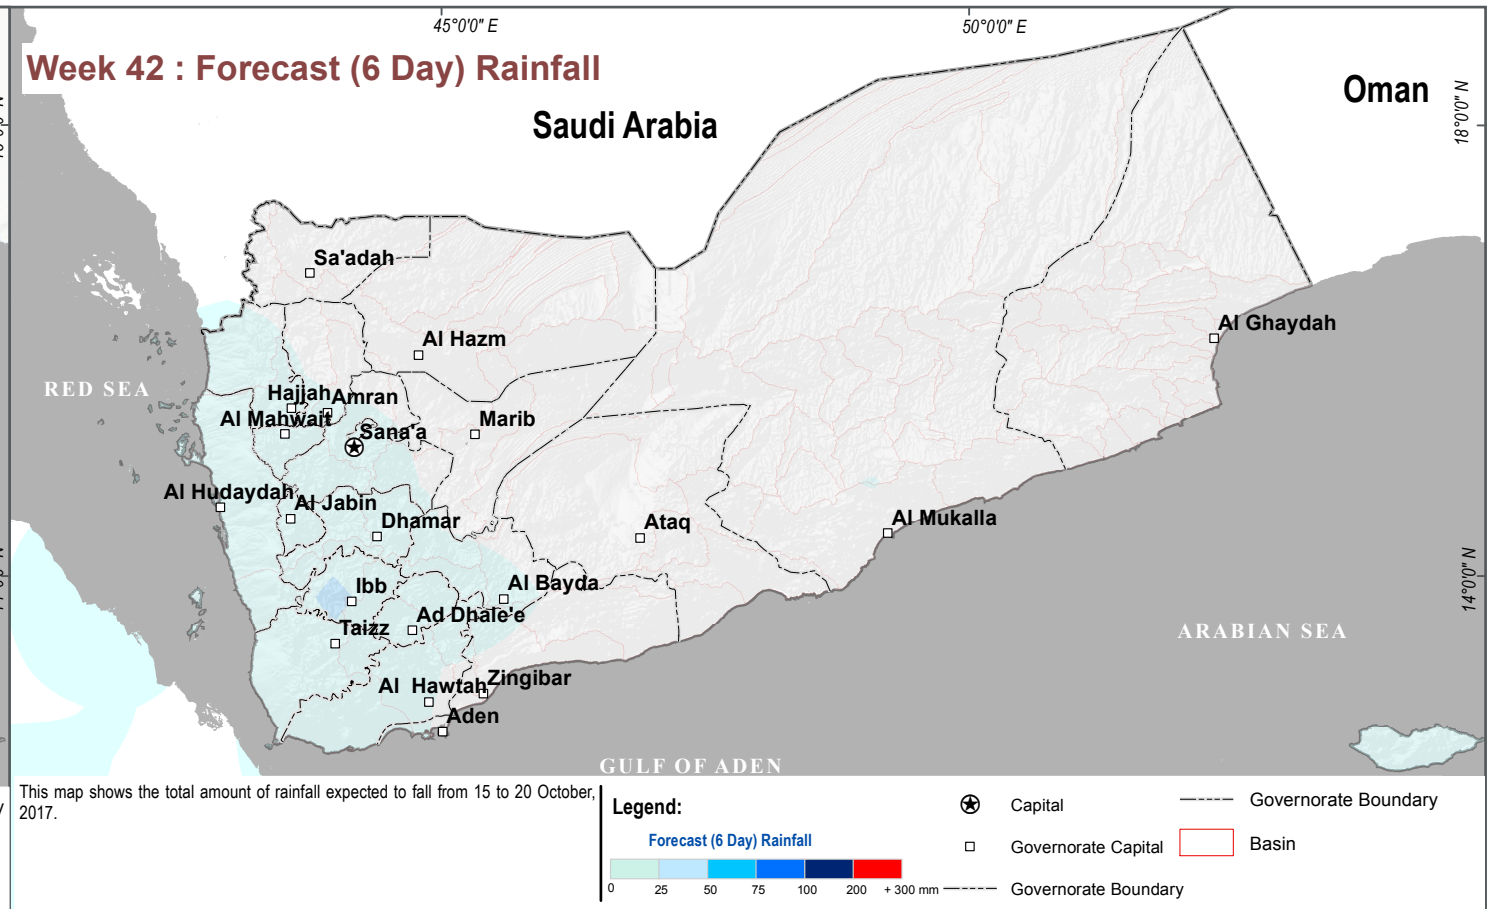 45°0'0" E
50°0'0" E
Week 42 : Forecast (6 Day) Rainfall
Oman
Saudi Arabia
18°0'0" N
Sa'adah
Al Ghaydah
Al Hazm
RED SEA
Hajjah
Amran
Al Mahwait
Marib
Sana'a
Al Hudaydah
Al Jabin
Dhamar
Ataq
Al Mukalla
14°0'0" N
Ibb
Al Bayda
Ad Dhale'e
Taizz
ARABIAN SEA
Al Hawtah
Zingibar
Aden
GULF OF ADEN
This map shows the total amount of rainfall expected to fall from 15 to 20 October,
2017.
Legend:
Forecast (6 Day) Rainfall
0 25 50 75 100 200 + 300 mm
Capital
Governorate Capital
Governorate Boundary
Governorate Boundary
Basin